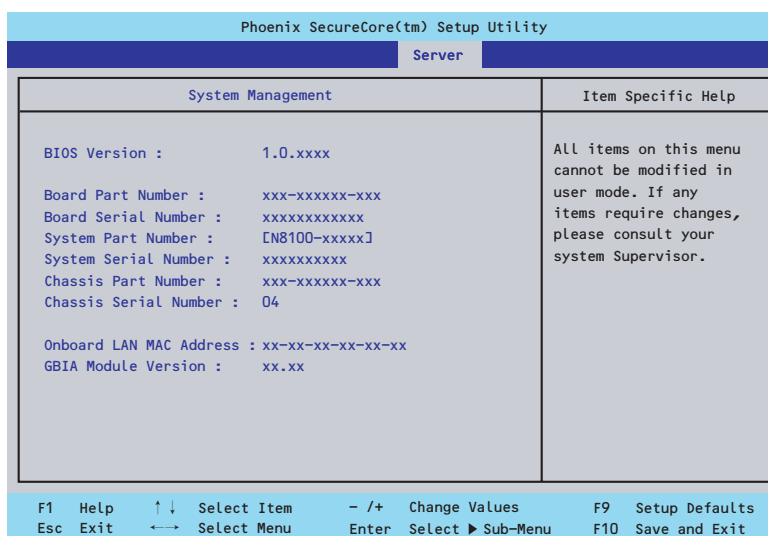 Phoenix SecureCore(tm) Setup Utility
Server
System Management
Item Specific Help
BIOS Version : 1.0.xxxx
Board Part Number : xxx-xxxxxx-xxx
Board Serial Number : xxxxxxxxxxxx
System Part Number : [N8100-xxxxx]
System Serial Number : xxxxxxxxxx
Chassis Part Number : xxx-xxxxxx-xxx
Chassis Serial Number : 04
Onboard LAN MAC Address : xx-xx-xx-xx-xx-xx
GBIA Module Version : xx.xx
All items on this menu
cannot be modified in
user mode. If any
items require changes,
please consult your
system Supervisor.
F1 Help ↑↓ Select Item - /+ Change Values F9 Setup Defaults
Esc Exit ←→ Select Menu Enter Select ▶ Sub-Menu F10 Save and Exit